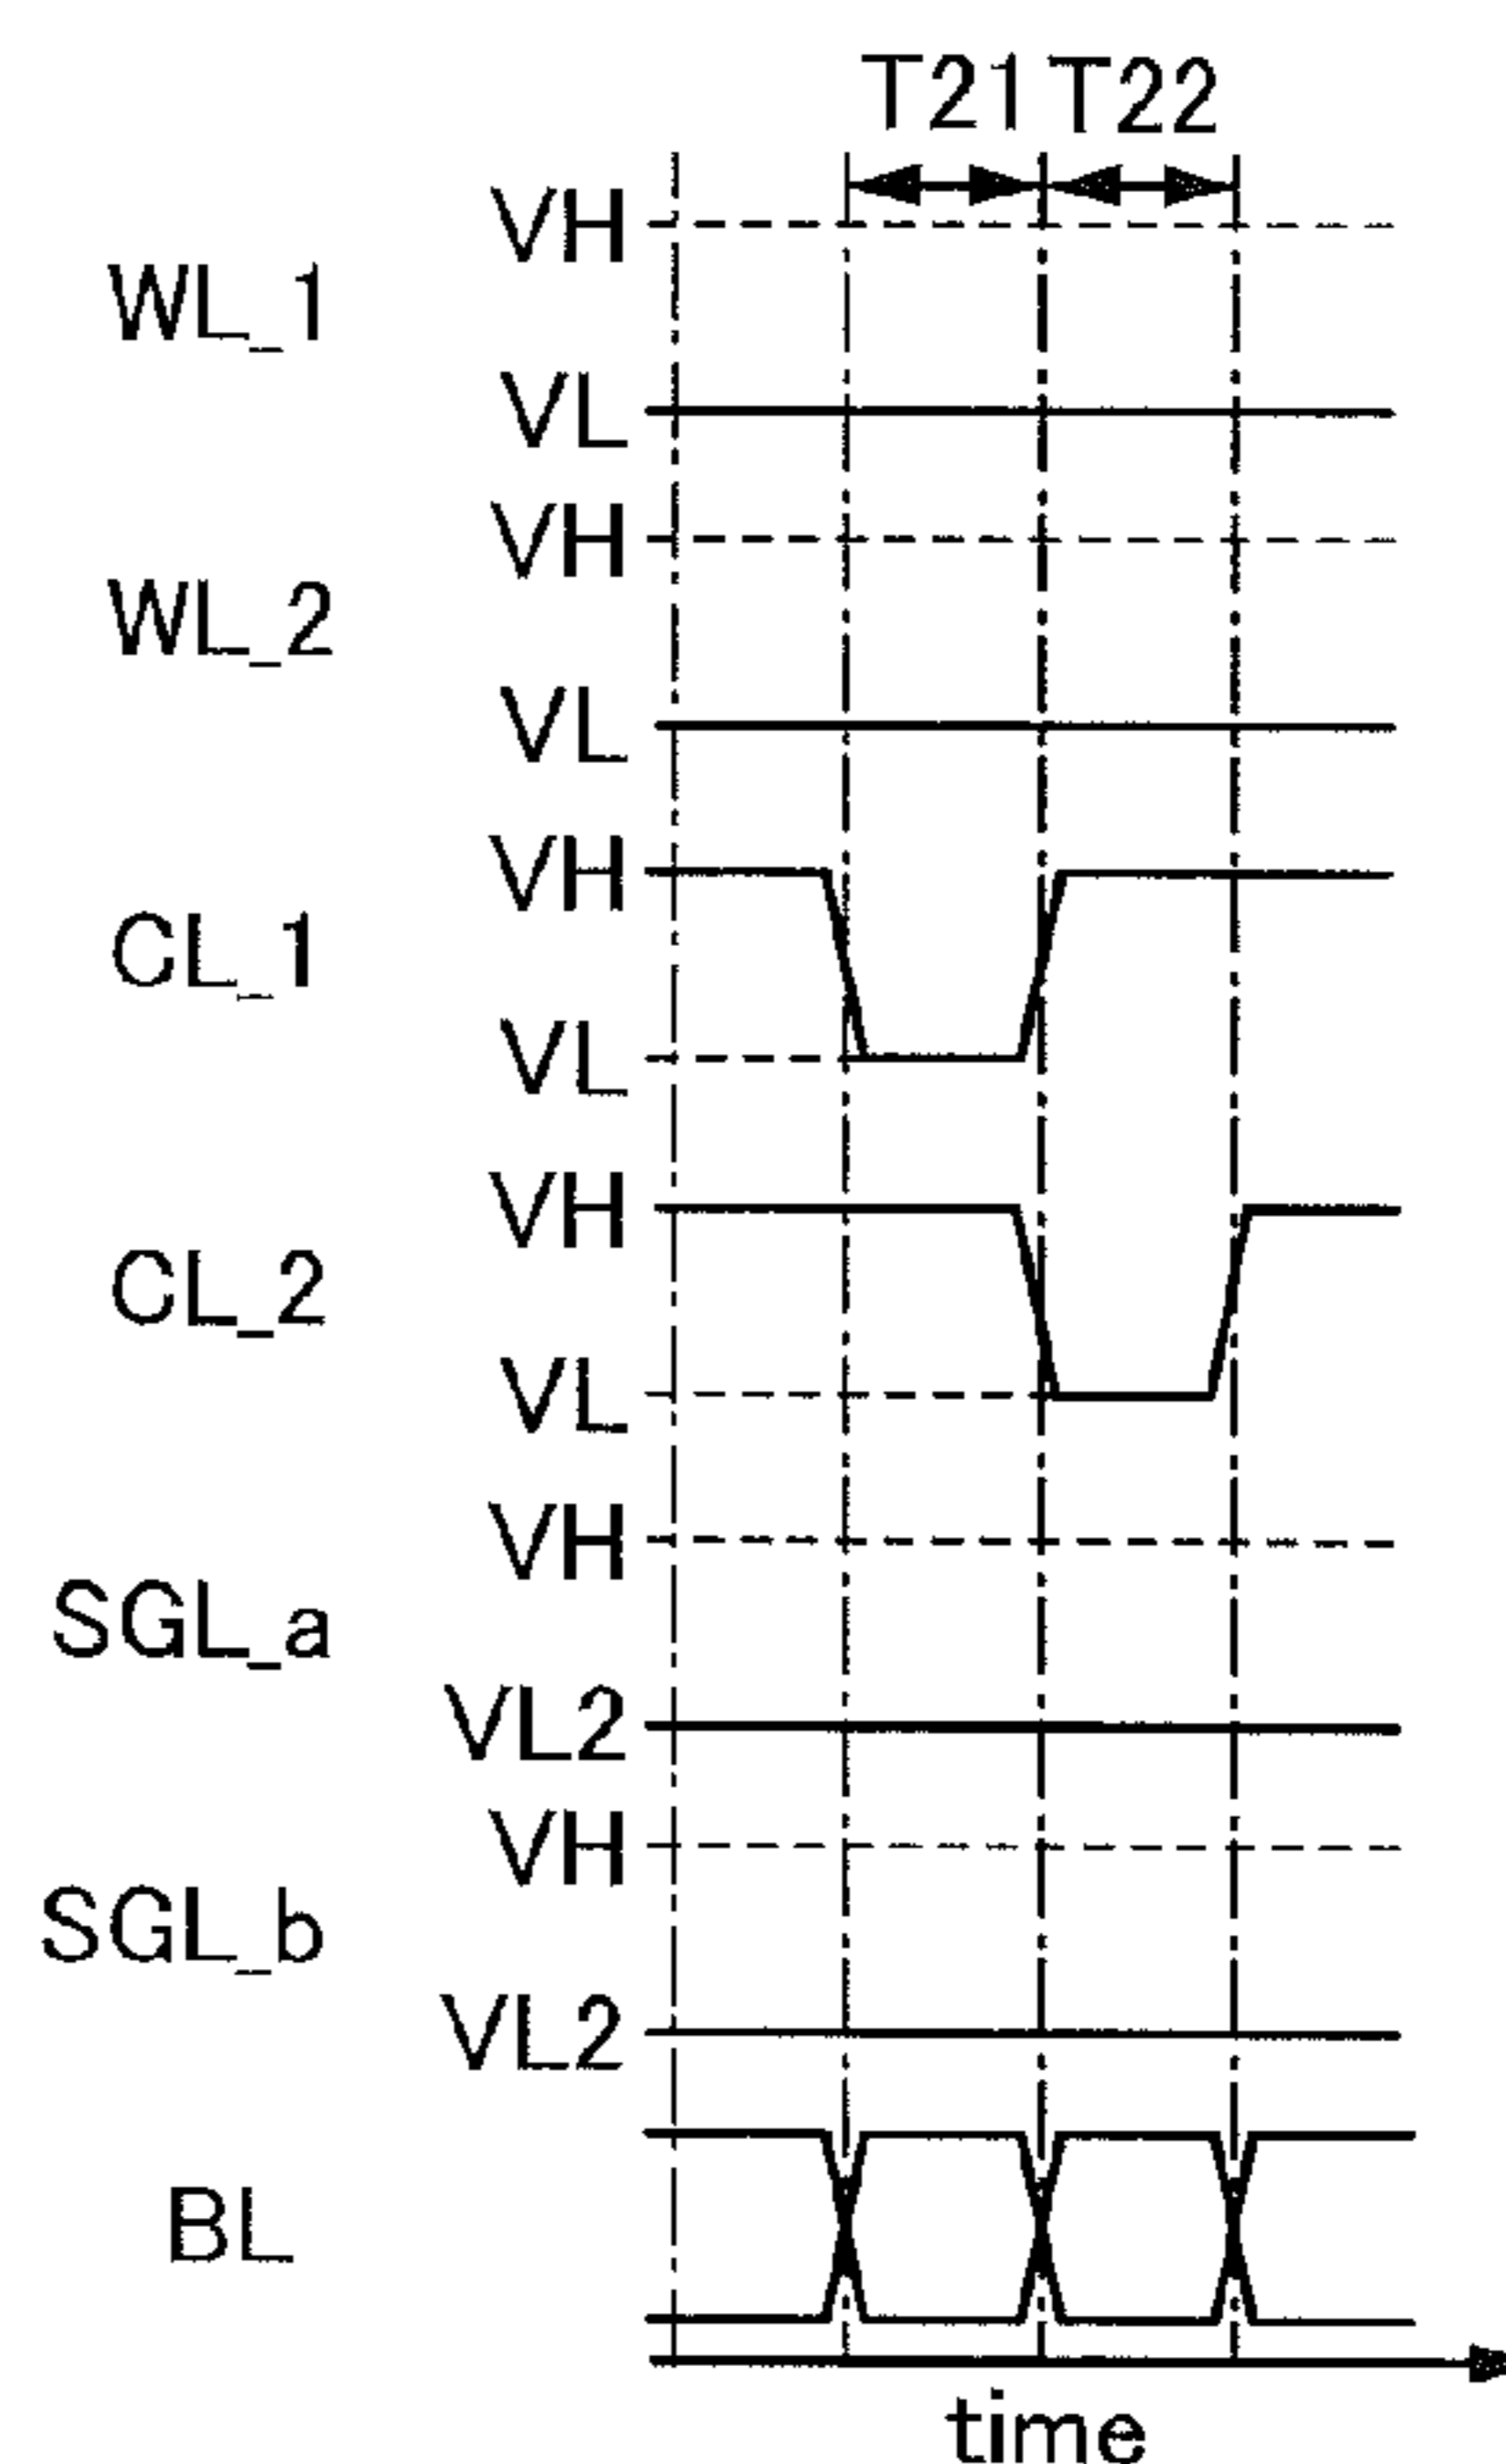 T21 T22
VH
WL_1
VL
VH
WL_2
VL
VH
CL_1
VL
VH
CL_2
VL
VH
SGL_a
VL2
VH
SGL_b
VL2
BL
time